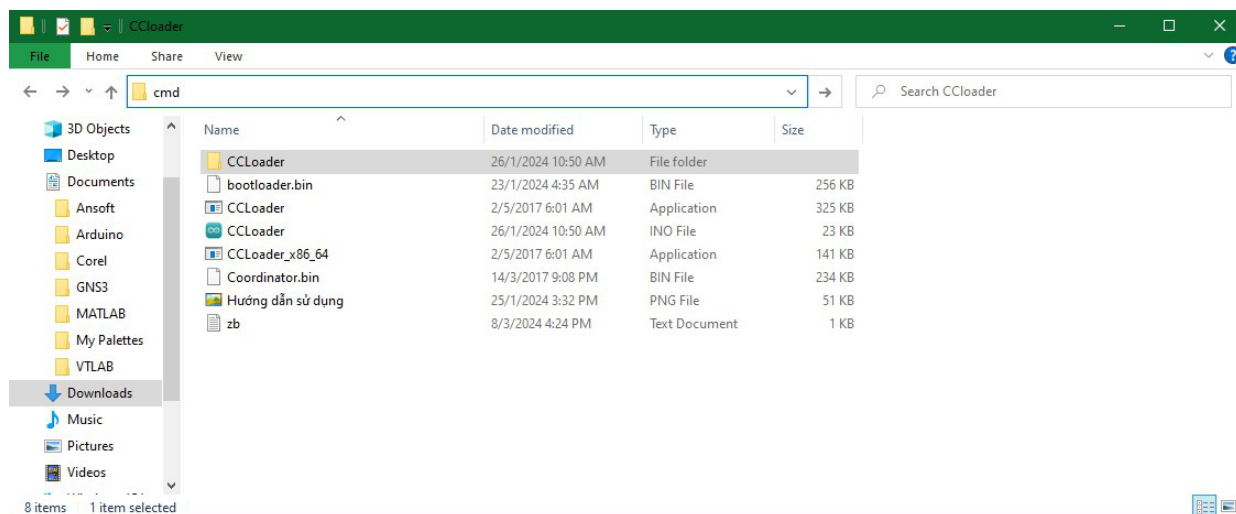 CCloader
File Home Share View
cmd Search CCloader
3D Objects
Desktop
Documents
Ansoft
Arduino
Corel
GNS3
MATLAB
My Palettes
VTLAB
Downloads
Music
Pictures
Videos
Name Date modified Type Size
CCLoader 26/1/2024 10:50 AM File folder
bootloader.bin 23/1/2024 4:35 AM BIN File 256 KB
CCLoader 2/5/2017 6:01 AM Application 325 KB
CCLoader 26/1/2024 10:50 AM INO File 23 KB
CCLoader_x86_64 2/5/2017 6:01 AM Application 141 KB
Coordinator.bin 14/3/2017 9:08 PM BIN File 234 KB
Hướng dẫn sử dụng 25/1/2024 3:32 PM PNG File 51 KB
zb 8/3/2024 4:24 PM Text Document 1 KB
8 items 1 item selected